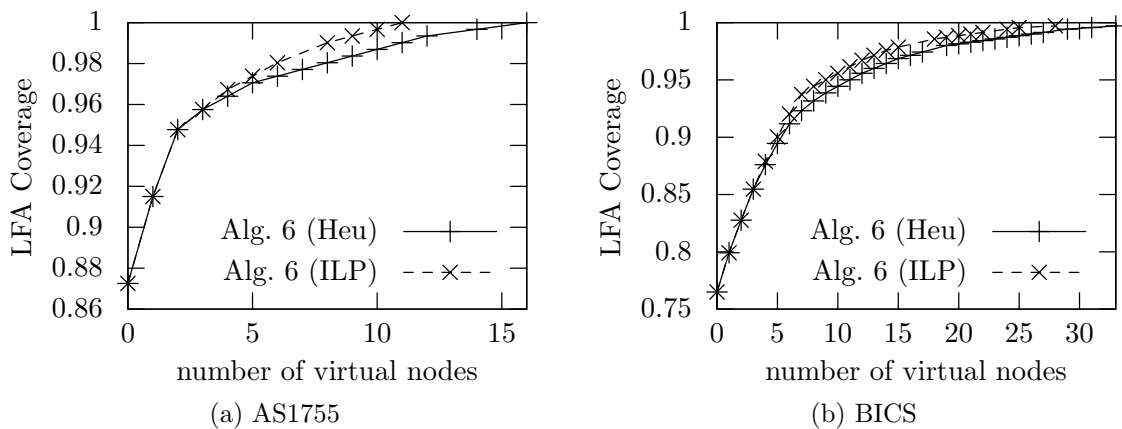 1
0.98
0.96
0.94
0.92
0.9
0.88
0.86
LFA Coverage
Alg. 6 (Heu)
Alg. 6 (ILP)
0 5 10 15
number of virtual nodes
(a) AS1755
1
0.95
0.9
0.85
0.8
0.75
LFA Coverage
Alg. 6 (Heu)
Alg. 6 (ILP)
0 5 10 15 20 25 30
number of virtual nodes
(b) BICS